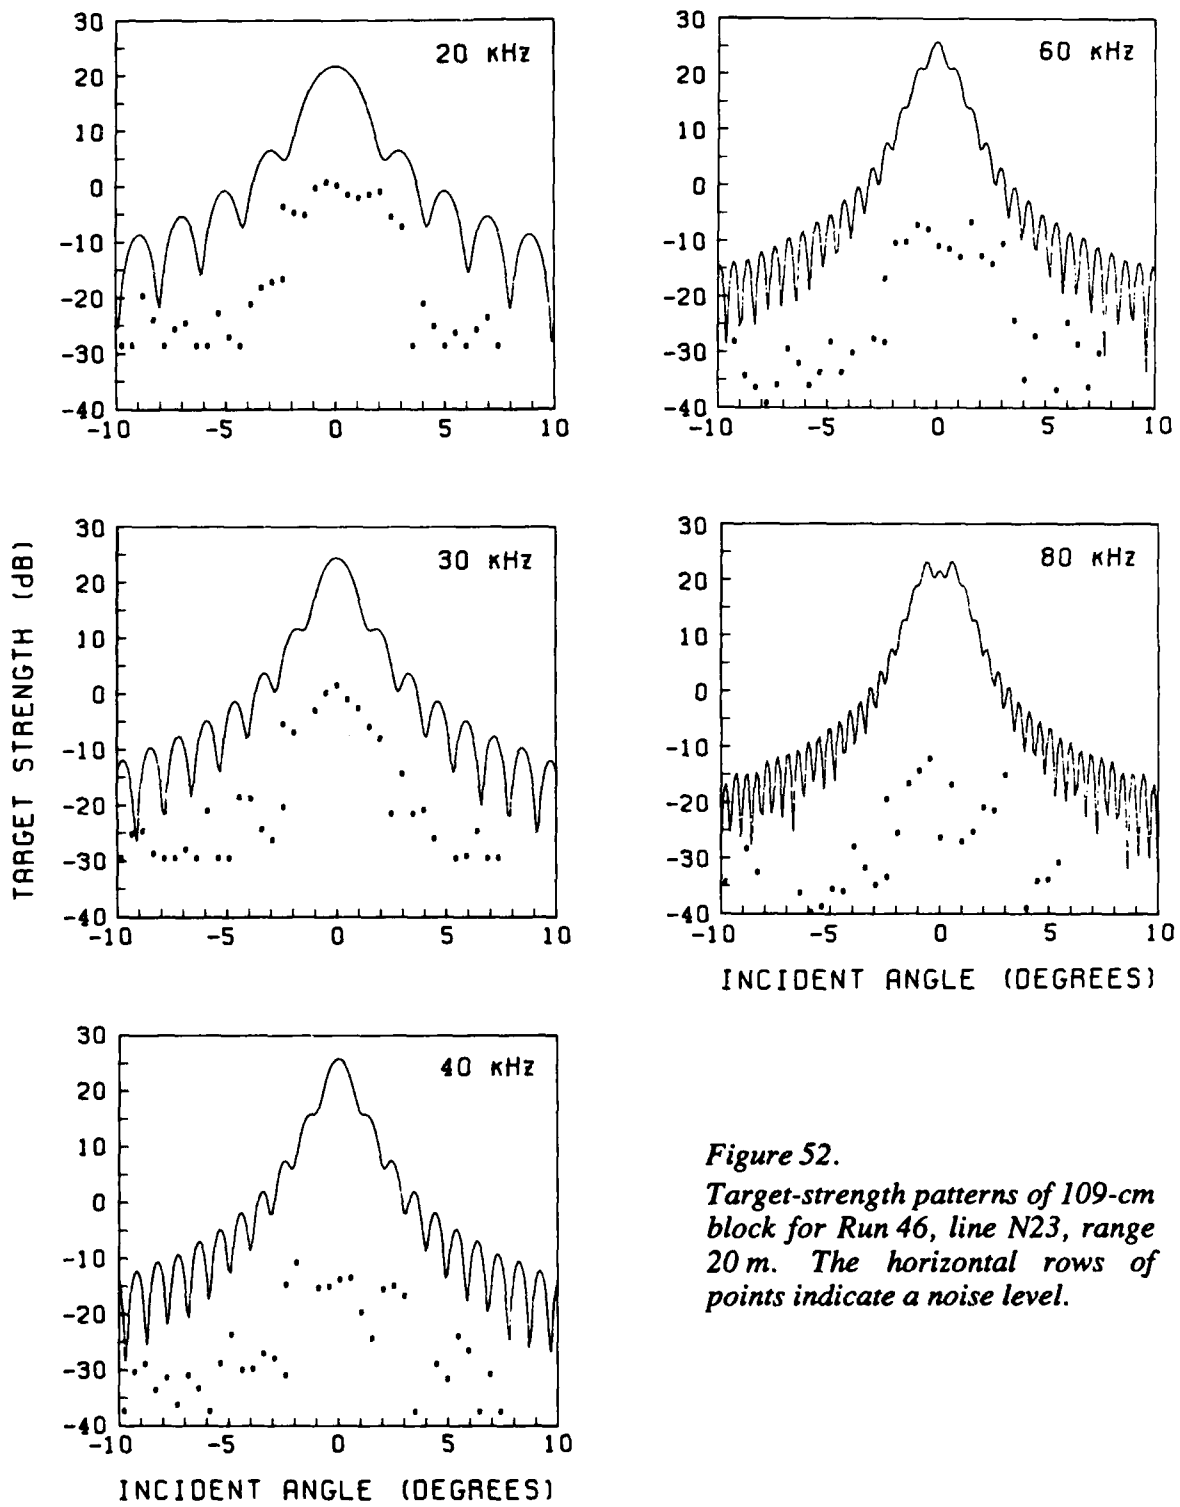 30
20 KHz
20
10
0
-10
-20
-30
-40
-10 -5 0 5 10
30
60 KHz
20
10
0
-10
-20
-30
-40
-10 -5 0 5 10
TARGET STRENGTH (dB)
30
30 KHz
20
10
0
-10
-20
-30
-40
-10 -5 0 5 10
30
80 KHz
20
10
0
-10
-20
-30
-40
-10 -5 0 5 10
INCIDENT ANGLE (DEGREES)
30
40 KHz
20
10
0
-10
-20
-30
-40
-10 -5 0 5 10
INCIDENT ANGLE (DEGREES)
Figure 52.
Target-strength patterns of 109-cm
block for Run 46, line N23, range
20 m. The horizontal rows of
points indicate a noise level.